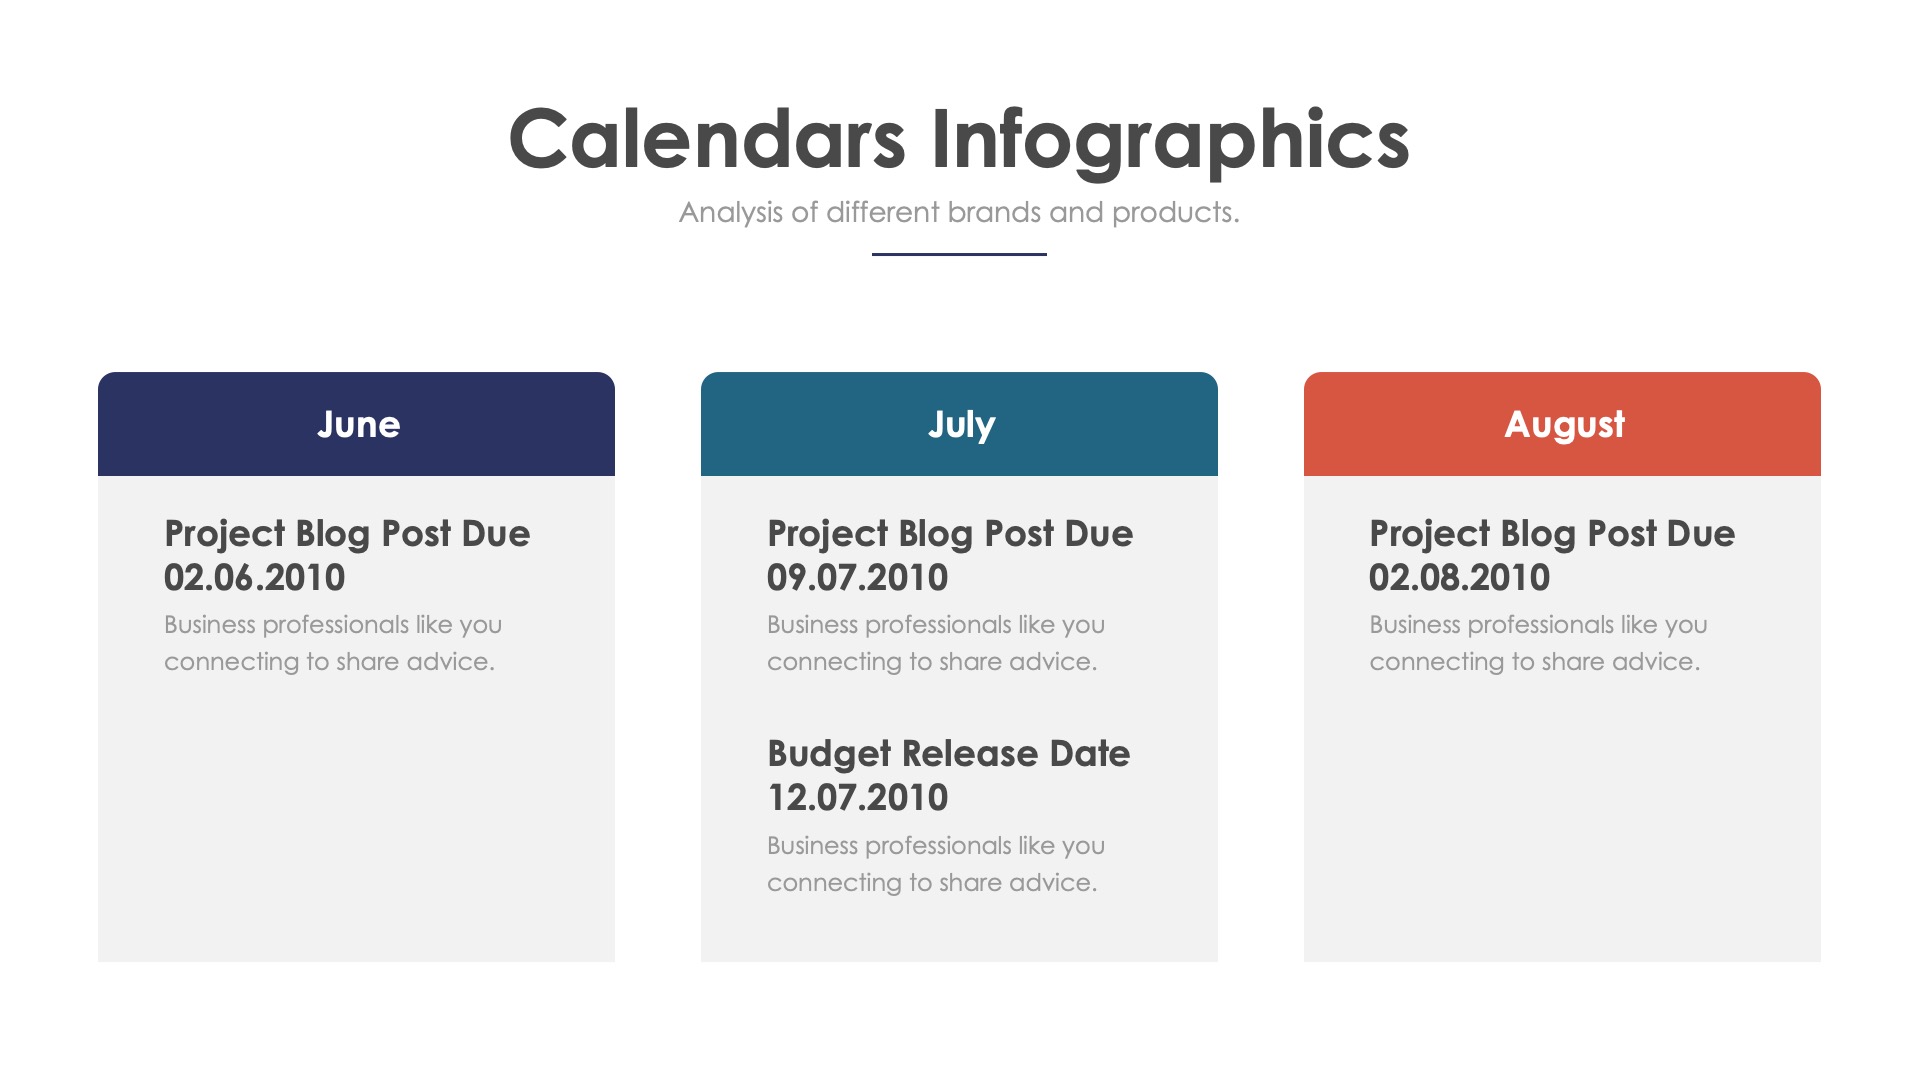 Calendars Infographics
Analysis of different brands and products.
June
Project Blog Post Due
02.06.2010
Business professionals like you
connecting to share advice.
July
Project Blog Post Due
09.07.2010
Business professionals like you
connecting to share advice.
Budget Release Date
12.07.2010
Business professionals like you
connecting to share advice.
August
Project Blog Post Due
02.08.2010
Business professionals like you
connecting to share advice.